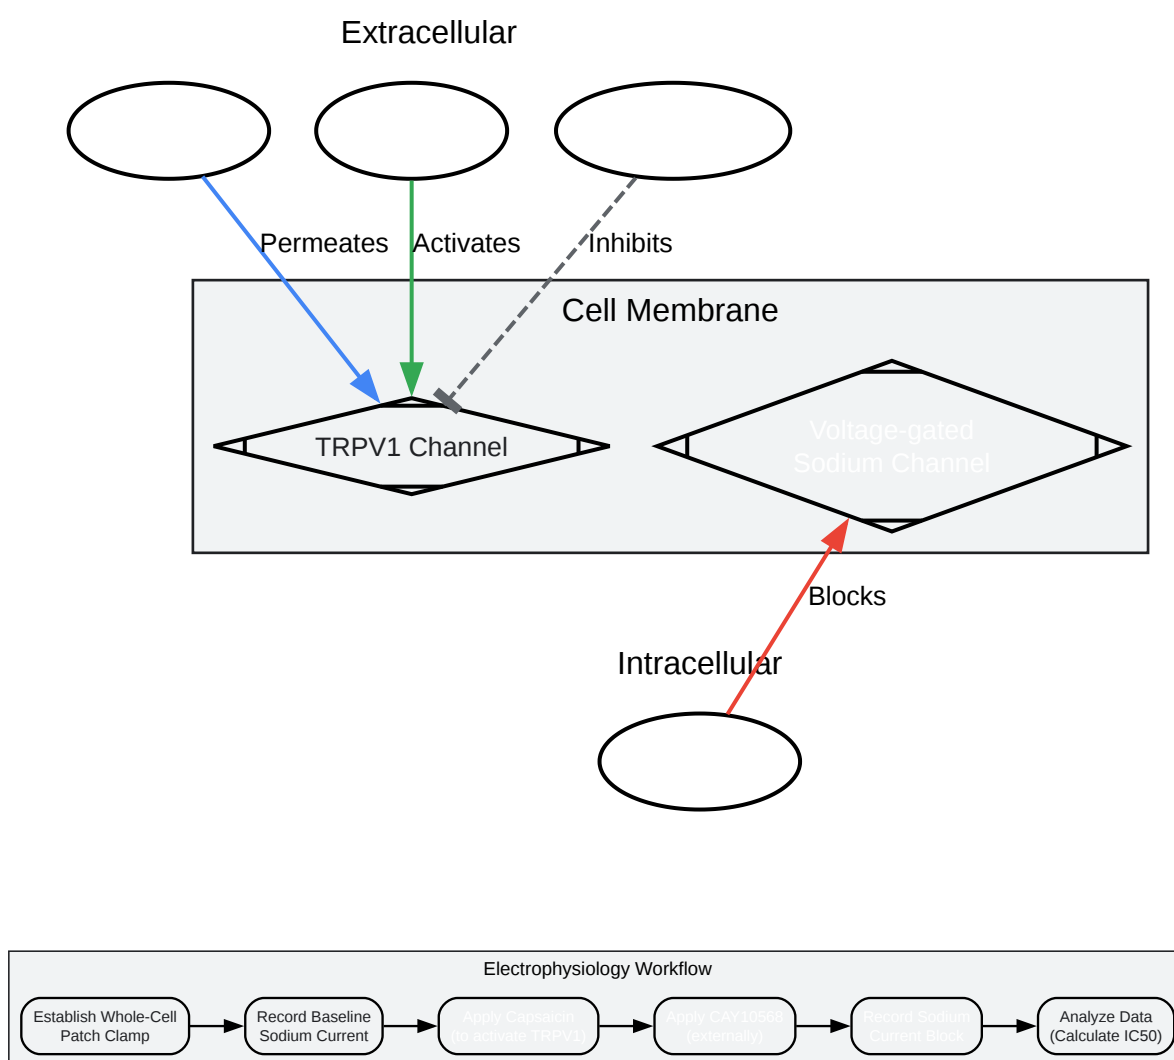 Extracellular
Permeates
Activates
Inhibits
Cell Membrane
TRPV1 Channel
Voltage-gated
Sodium Channel
Blocks
Intracellular
Electrophysiology Workflow
Establish Whole-Cell
Patch Clamp
Record Baseline
Sodium Current
Apply Capsaicin
(to activate TRPV1)
Apply CAY10568
(externally)
Record Sodium
Current Block
Analyze Data
(Calculate IC50)